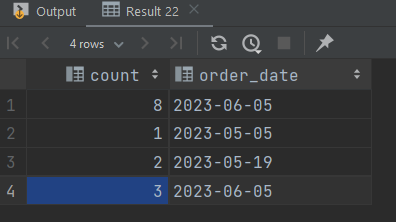 Output Result 22
4 rows
count order_date
1 8 2023-06-05
2 1 2023-05-05
3 2 2023-05-19
4 3 2023-06-05